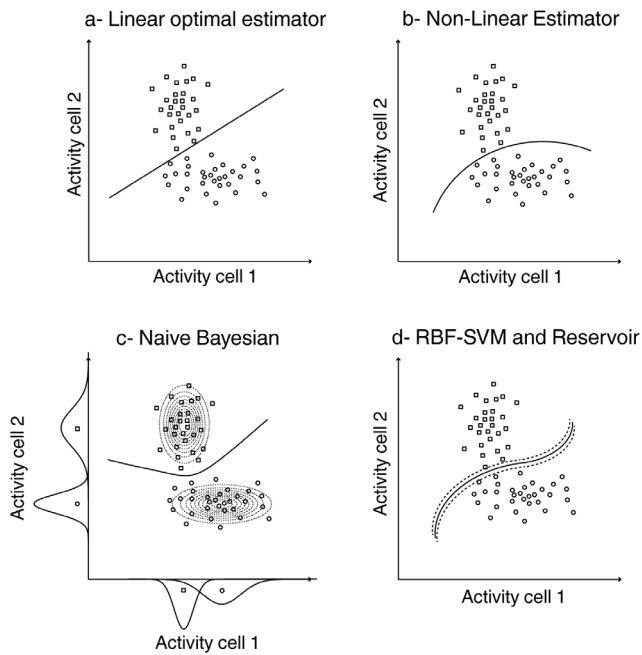 a- Linear optimal estimator
b- Non-Linear Estimator
Activity cell 2
Activity cell 2
Activity cell 1
Activity cell 1
c- Naive Bayesian
d- RBF-SVM and Reservoir
Activity cell 2
Activity cell 2
Activity cell 1
Activity cell 1